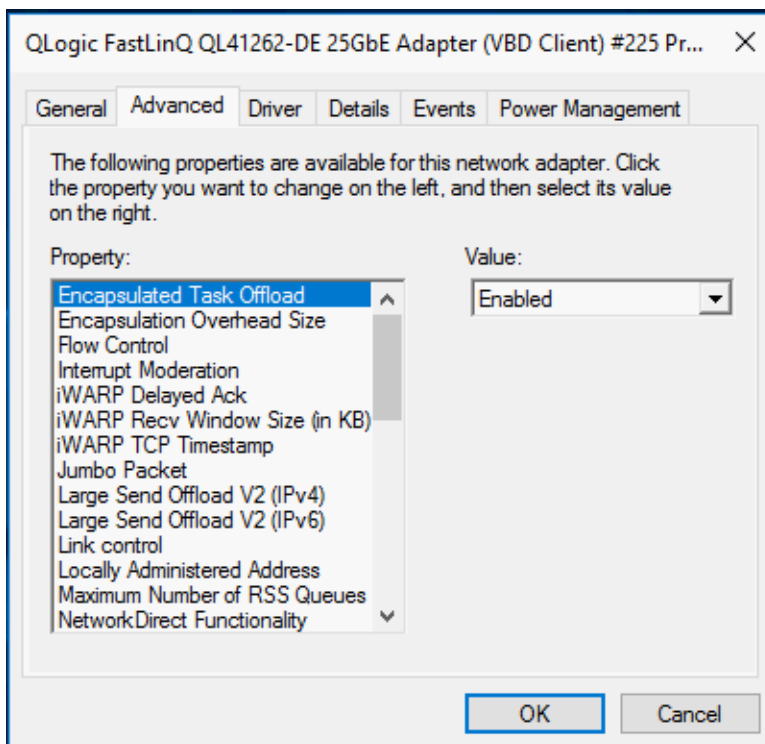 QLogic FastLinQ QL41262-DE 25GbE Adapter (VBD Client) #225 Pr...
General Advanced Driver Details Events Power Management
The following properties are available for this network adapter. Click
the property you want to change on the left, and then select its value
on the right.
Property:
Value:
Encapsulated Task Offload
Encapsulation Overhead Size
Flow Control
Interrupt Moderation
iWARP Delayed Ack
iWARP Recv Window Size (in KB)
iWARP TCP Timestamp
Jumbo Packet
Large Send Offload V2 (IPv4)
Large Send Offload V2 (IPv6)
Link control
Locally Administered Address
Maximum Number of RSS Queues
NetworkDirect Functionality
Enabled
OK
Cancel